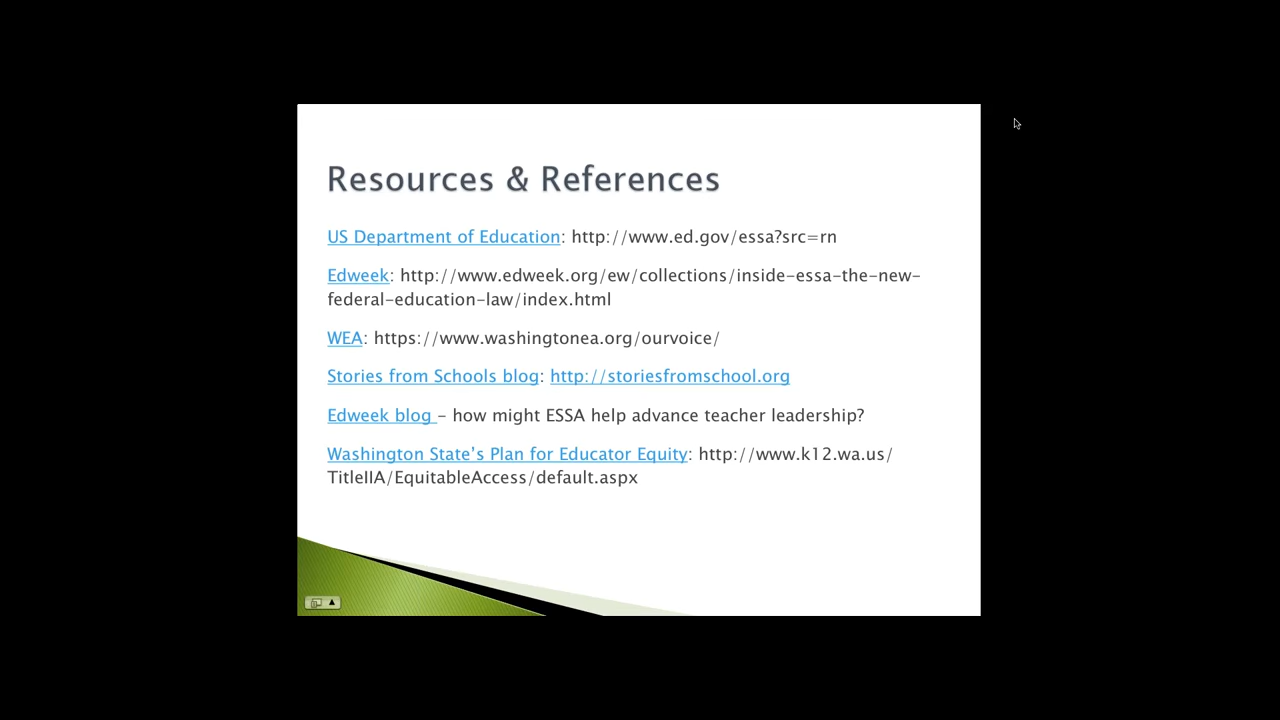 Resources & References
US Department of Education: http://www.ed.gov/essa?src=rn
Edweek: http://www.edweek.org/ew/collections/inside-essa-the-new-
federal-education-law/index.html
WEA: https://www.washingtonea.org/ourvoice/
Stories from Schools blog: http://storiesfromschool.org
Edweek blog – how might ESSA help advance teacher leadership?
Washington State’s Plan for Educator Equity: http://www.k12.wa.us/
TitleIIA/EquitableAccess/default.aspx